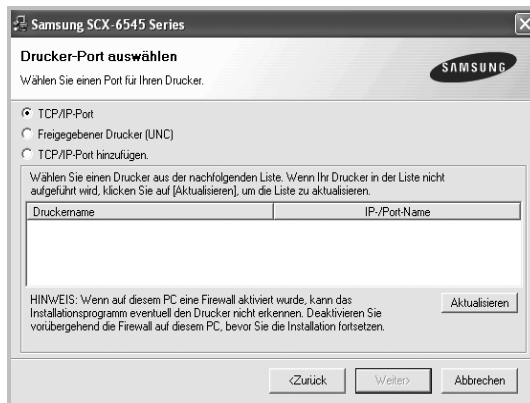 Samsung SCX-6545 Series
Drucker-Port auswählen
Wählen Sie einen Port für Ihren Drucker.
SAMSUNG
TCP/IP-Port
Freigegebener Drucker (UNC)
TCP/IP-Port hinzufügen.
Wählen Sie einen Drucker aus der nachfolgenden Liste. Wenn Ihr Drucker in der Liste nicht
aufgeführt wird, klicken Sie auf [Aktualisieren], um die Liste zu aktualisieren.
Druckername IP-/Port-Name
HINWEIS: Wenn auf diesem PC eine Firewall aktiviert wurde, kann das
Installationsprogramm eventuell den Drucker nicht erkennen. Deaktivieren Sie
vorübergehend die Firewall auf diesem PC, bevor Sie die Installation fortsetzen.
Aktualisieren
<Zurück Weiter> Abbrechen